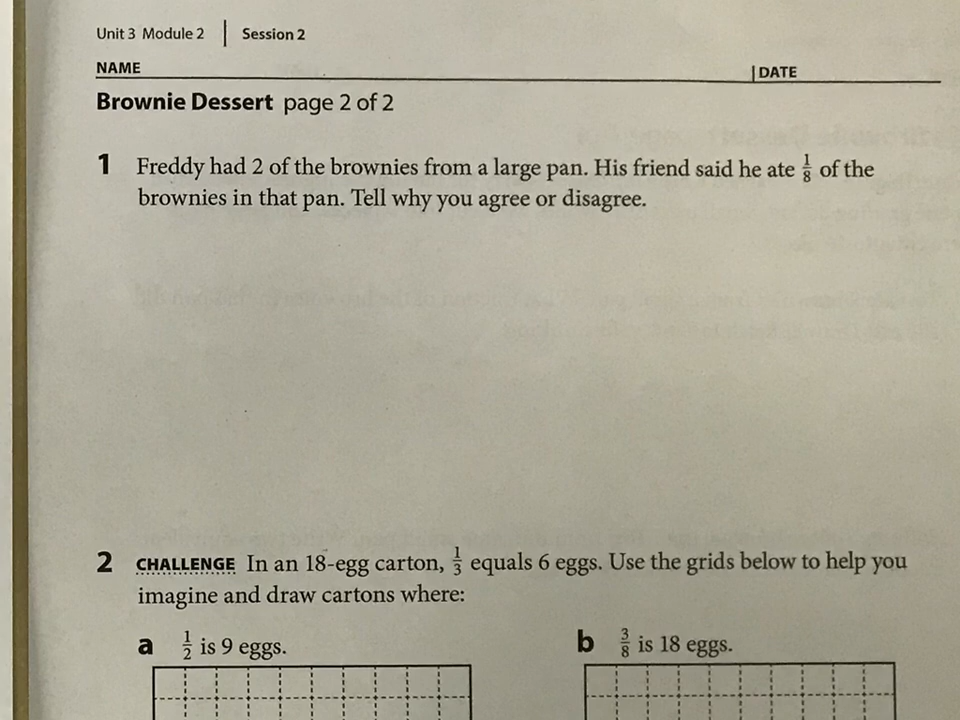 Unit 3 Module 2 | Session 2
NAME | DATE
Brownie Dessert page 2 of 2
1 Freddy had 2 of the brownies from a large pan. His friend said he ate 1/8 of the
brownies in that pan. Tell why you agree or disagree.
2 CHALLENGE In an 18-egg carton, 1/3 equals 6 eggs. Use the grids below to help you
imagine and draw cartons where:
a 1/2 is 9 eggs. b 3/8 is 18 eggs.